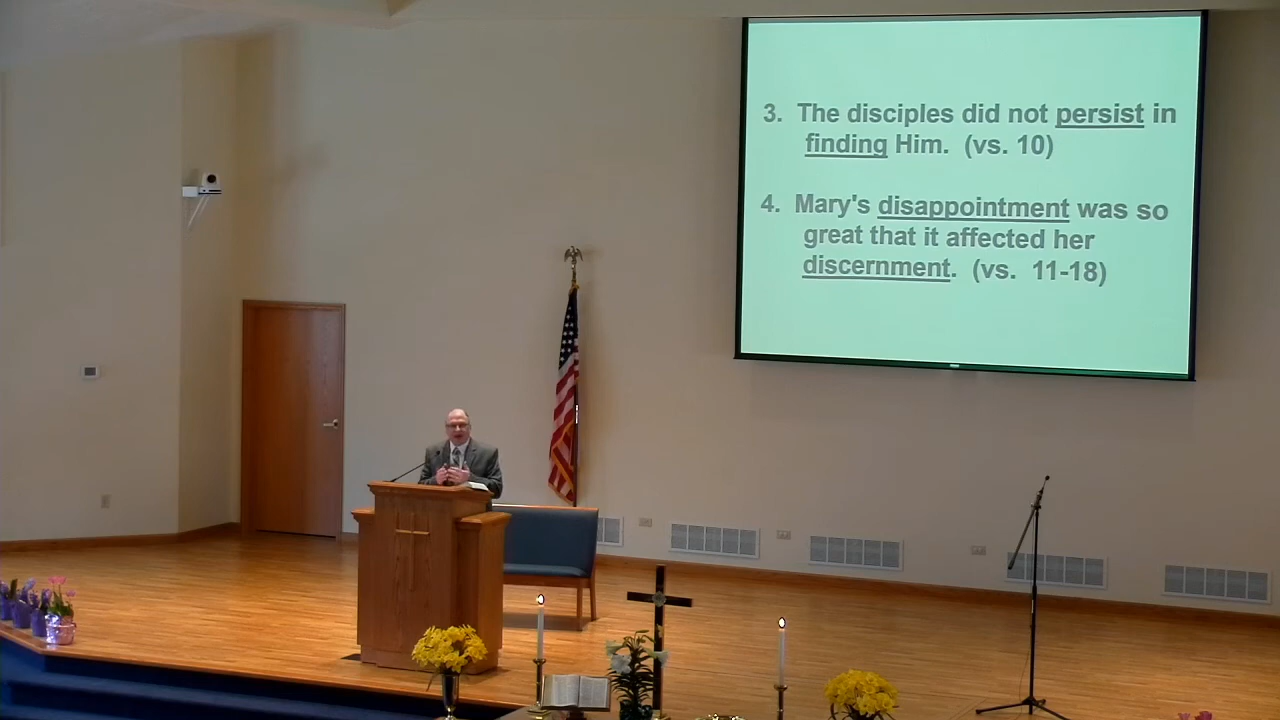 3. The disciples did not persist in
finding Him. (vs. 10)
4. Mary's disappointment was so
great that it affected her
discernment. (vs. 11-18)